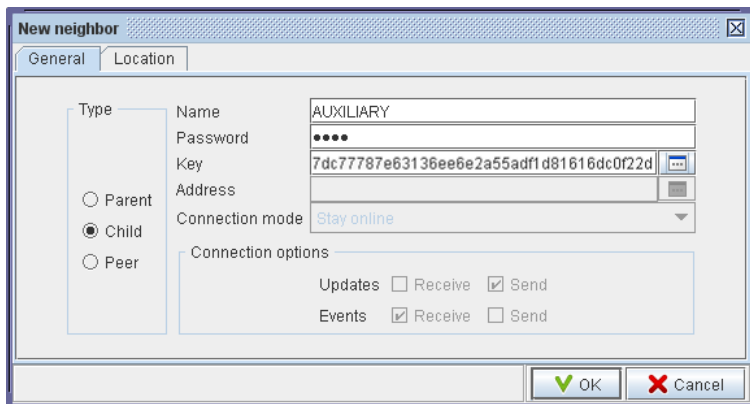 New neighbor
General Location
Type
Parent
Child
Peer
Name AUXILIARY
Password ••••
Key 7dc77787e63136ee6e2a55adf1d81616dc0f22d
Address
Connection mode Stay online
Connection options
Updates Receive Send
Events Receive Send
OK Cancel